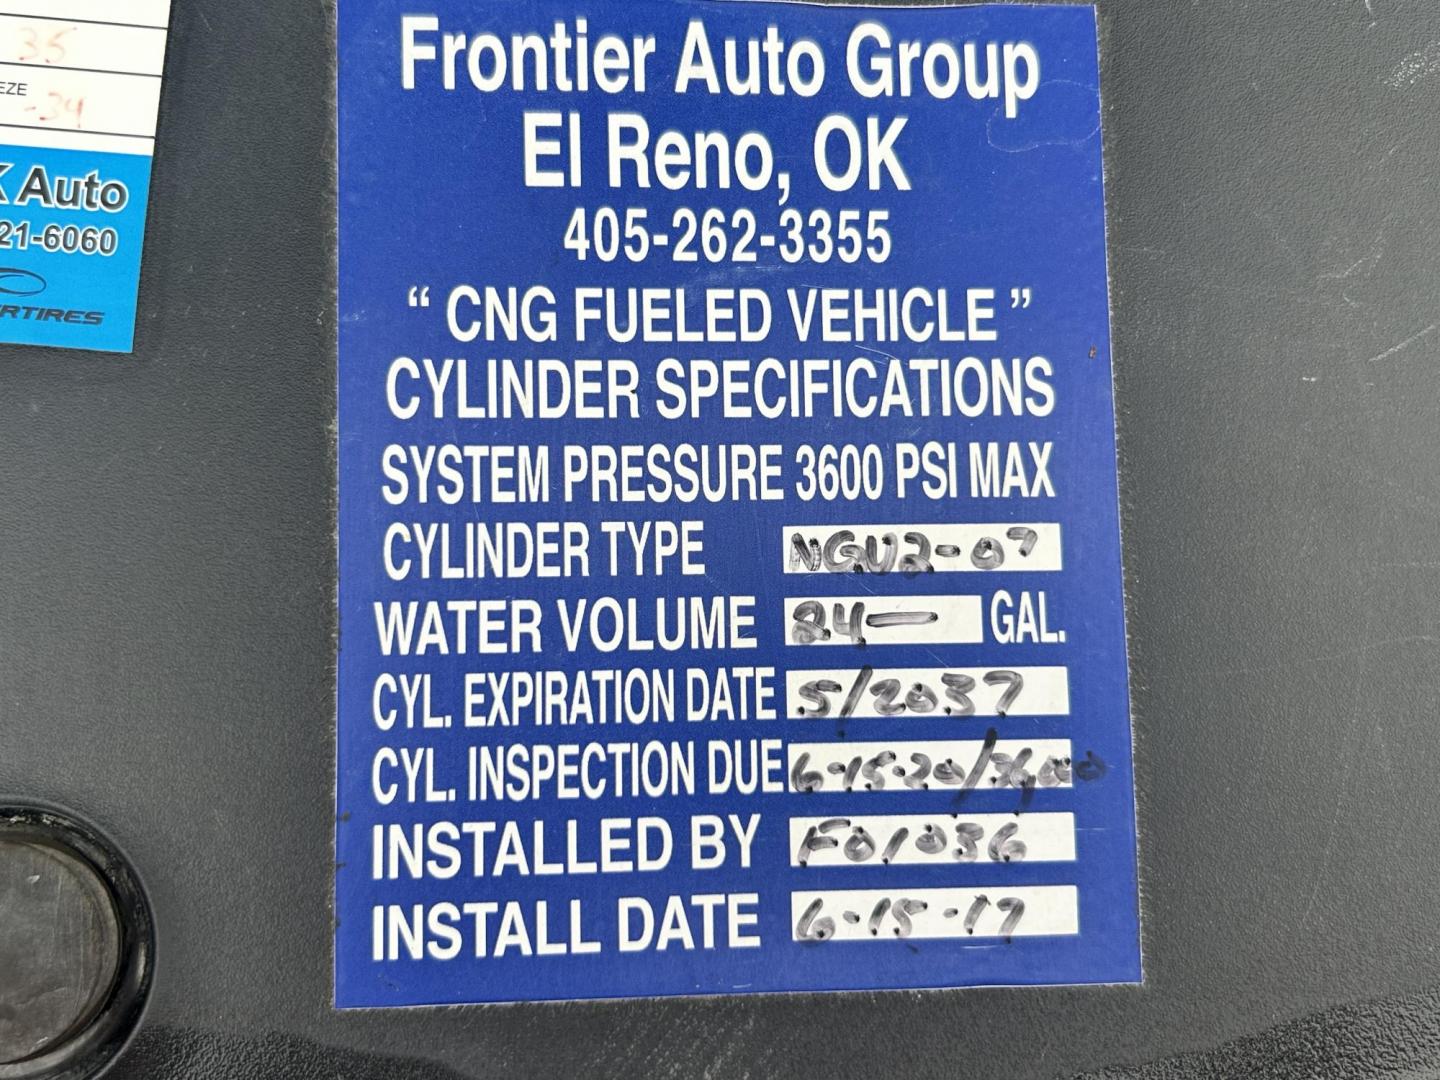 35
EZE
-34
Auto
21-6060
RTIRES
Frontier Auto Group
El Reno, OK
405-262-3355
“ CNG FUELED VEHICLE ”
CYLINDER SPECIFICATIONS
SYSTEM PRESSURE 3600 PSI MAX
CYLINDER TYPE NGV2-07
WATER VOLUME 24— GAL.
CYL. EXPIRATION DATE 5/2037
CYL. INSPECTION DUE 6-15-20/
INSTALLED BY F01036
INSTALL DATE 6-15-17